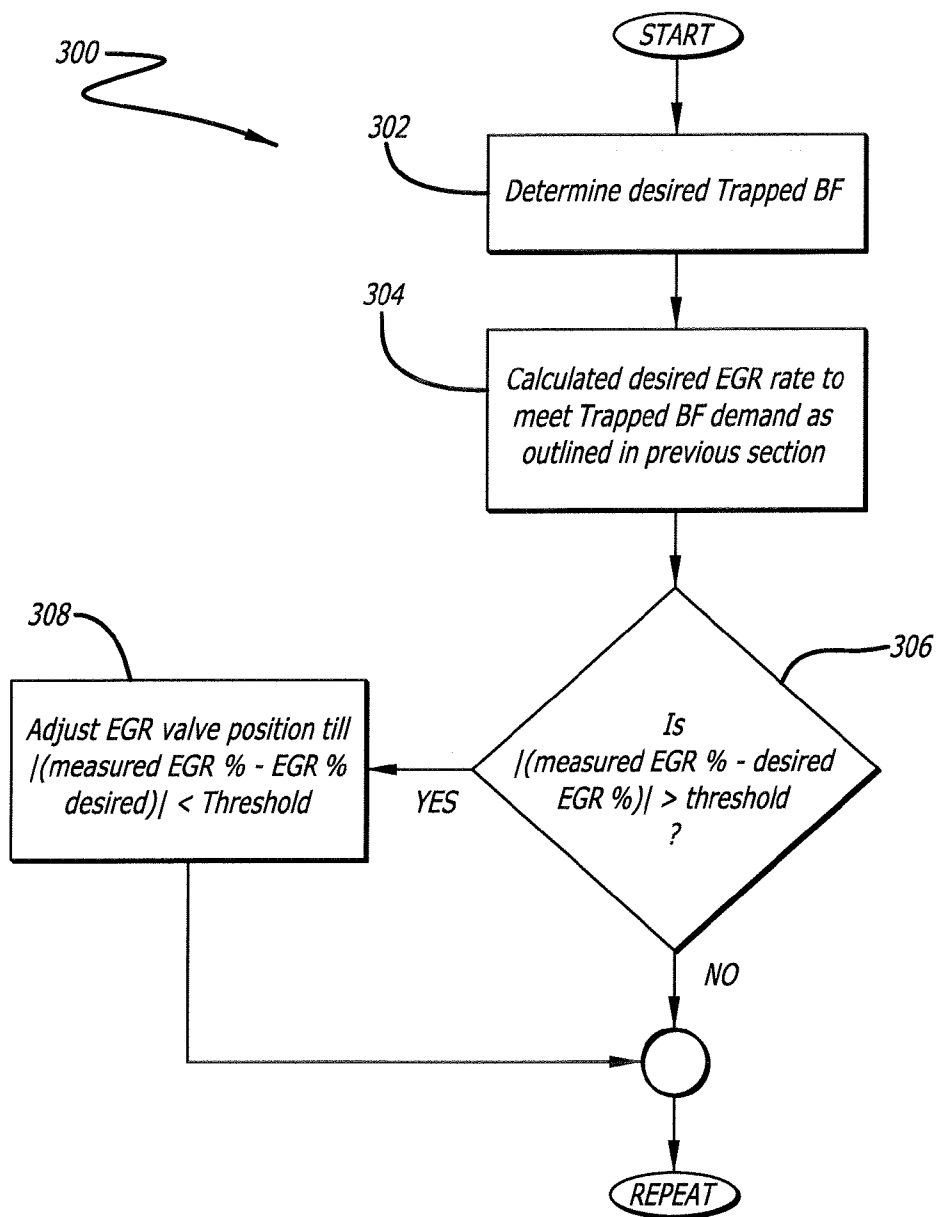 START
300
302
Determine desired Trapped BF
304
Calculated desired EGR rate to
meet Trapped BF demand as
outlined in previous section
306
Is
|(measured EGR % - desired
EGR %)| > threshold
?
308
Adjust EGR valve position till
|(measured EGR % - EGR %
desired)| < Threshold
YES
NO
REPEAT